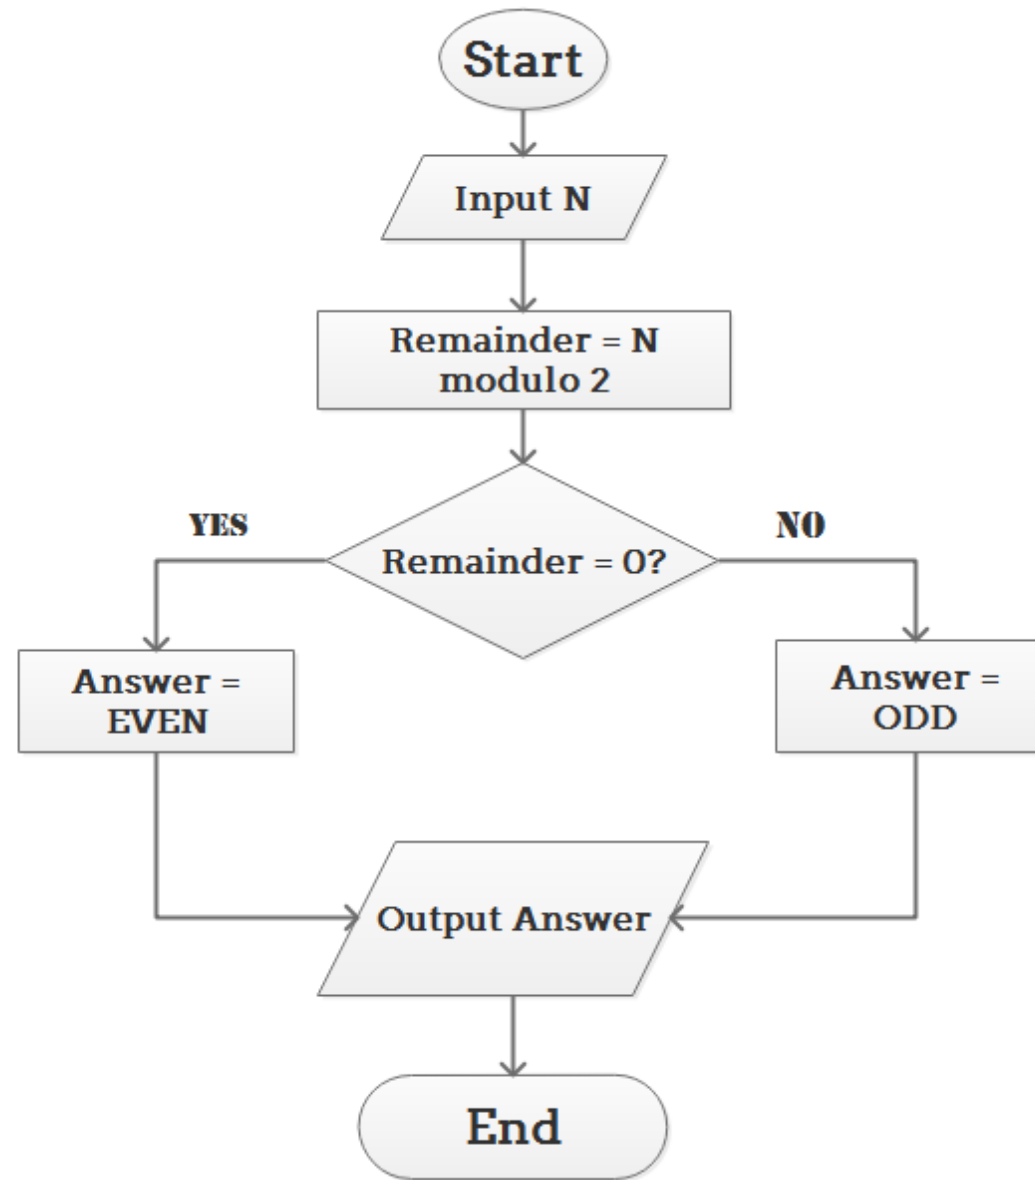 Start
Input N
Remainder = N
modulo 2
YES
NO
Remainder = 0?
Answer =
EVEN
Answer =
ODD
Output Answer
End